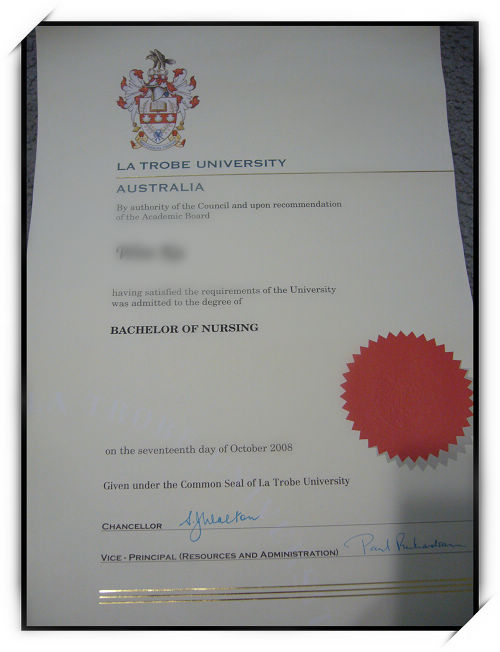 LA TROBE UNIVERSITY
AUSTRALIA
By authority of the Council and upon recommendation
of the Academic Board
having satisfied the requirements of the University
was admitted to the degree of
BACHELOR OF NURSING
on the seventeenth day of October 2008
Given under the Common Seal of La Trobe University
CHANCELLOR
VICE - PRINCIPAL (RESOURCES AND ADMINISTRATION)